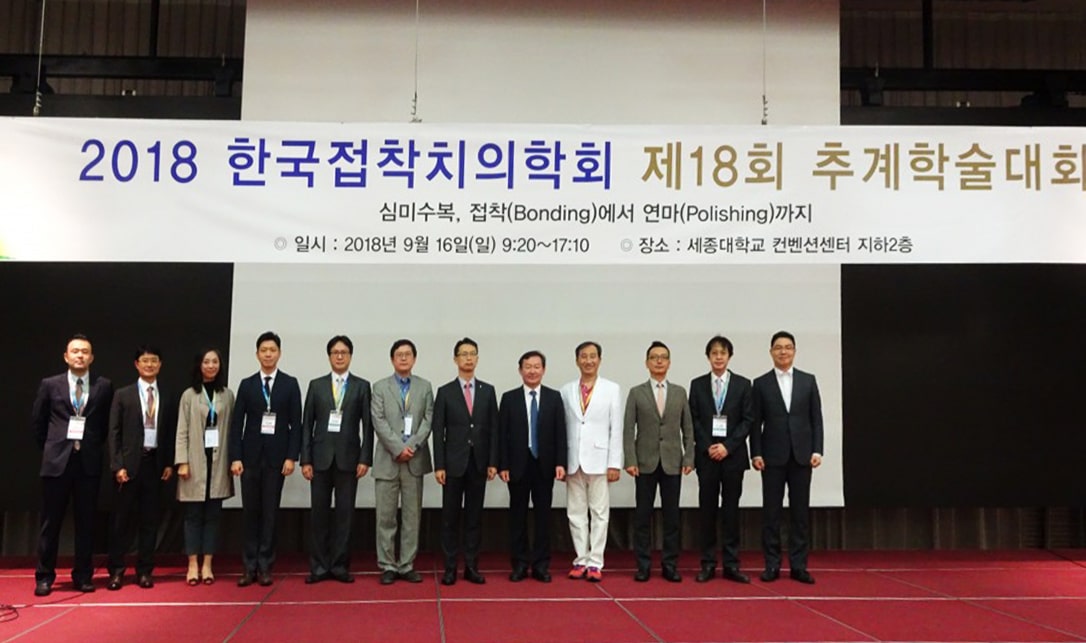 2018 한국접착치의학회 제18회 추계학술대회
심미수복, 접착(Bonding)에서 연마(Polishing)까지
◎ 일시 : 2018년 9월 16일(일) 9:20~17:10 ◎ 장소 : 세종대학교 컨벤션센터 지하2층